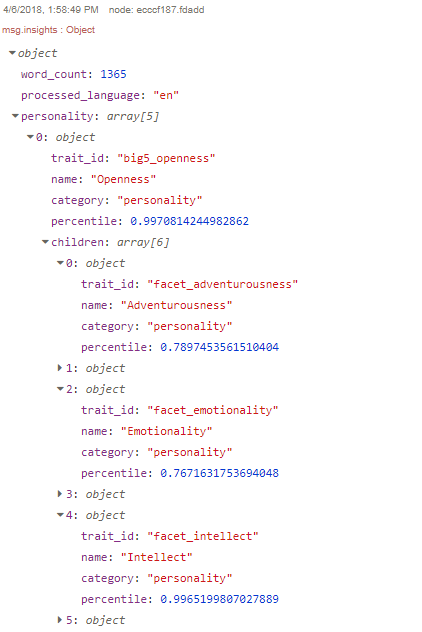 4/6/2018, 1:58:49 PM node: ecccf187.fdadd
msg.insights : Object
object
word_count: 1365
processed_language: "en"
personality: array[5]
0: object
trait_id: "big5_openness"
name: "Openness"
category: "personality"
percentile: 0.9970814244982862
children: array[6]
0: object
trait_id: "facet_adventurousness"
name: "Adventurousness"
category: "personality"
percentile: 0.7897453561510404
1: object
2: object
trait_id: "facet_emotionality"
name: "Emotionality"
category: "personality"
percentile: 0.7671631753694048
3: object
4: object
trait_id: "facet_intellect"
name: "Intellect"
category: "personality"
percentile: 0.9965199807027889
5: object